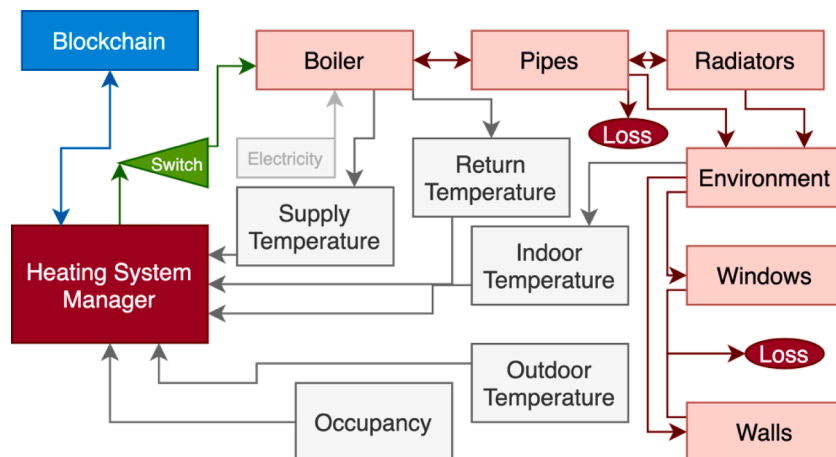 Blockchain
Boiler
Pipes
Radiators
Switch
Electricity
Loss
Return
Temperature
Environment
Supply
Temperature
Indoor
Temperature
Heating System
Manager
Windows
Loss
Outdoor
Temperature
Occupancy
Walls